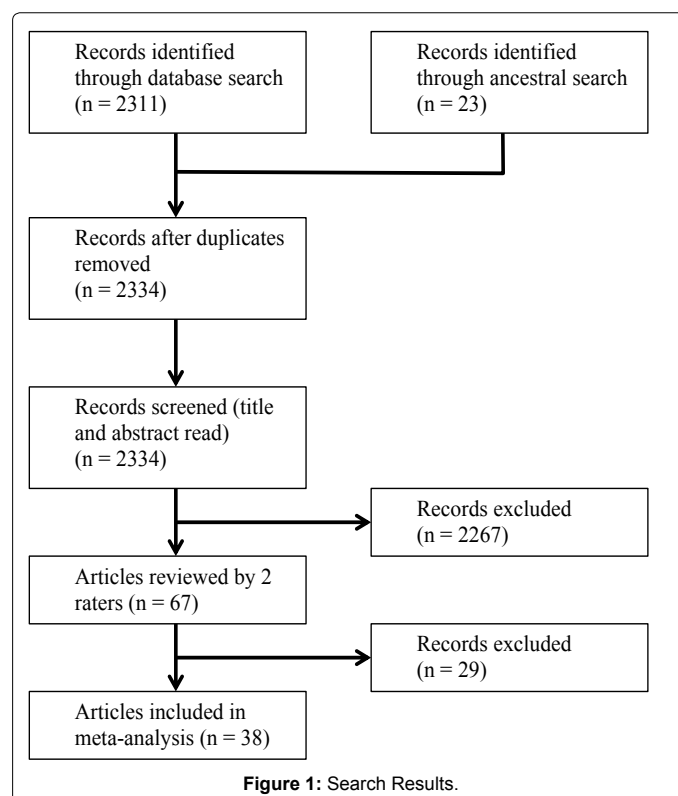 Records identified
through database search
(n = 2311)
Records identified
through ancestral search
(n = 23)
Records after duplicates
removed
(n = 2334)
Records screened (title
and abstract read)
(n = 2334)
Records excluded
(n = 2267)
Articles reviewed by 2
raters (n = 67)
Records excluded
(n = 29)
Articles included in
meta-analysis (n = 38)
Figure 1: Search Results.